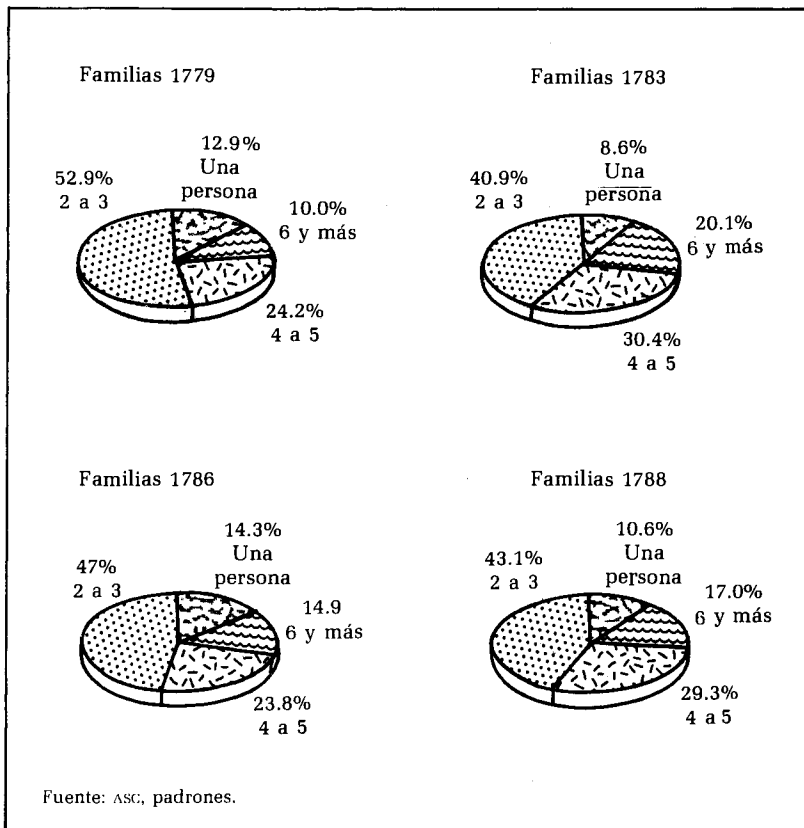 Familias 1779
12.9%
Una
persona
52.9%
2 a 3
10.0%
6 y más
24.2%
4 a 5
Familias 1783
8.6%
Una
persona
40.9%
2 a 3
20.1%
6 y más
30.4%
4 a 5
Familias 1786
14.3%
Una
persona
47%
2 a 3
14.9
6 y más
23.8%
4 a 5
Familias 1788
10.6%
Una
persona
43.1%
2 a 3
17.0%
6 y más
29.3%
4 a 5
Fuente: ASC, padrones.